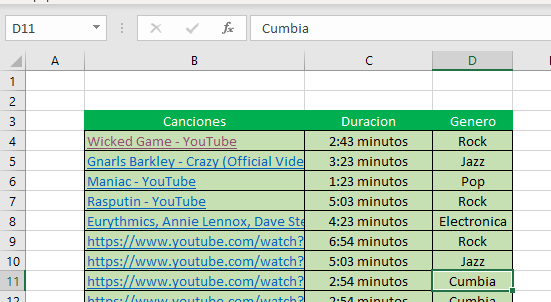 D11 fx Cumbia
A B C D
1
2
3 Canciones Duracion Genero
4 Wicked Game - YouTube 2:43 minutos Rock
5 Gnarls Barkley - Crazy (Official Vide 3:23 minutos Jazz
6 Maniac - YouTube 1:23 minutos Pop
7 Rasputin - YouTube 5:03 minutos Rock
8 Eurythmics, Annie Lennox, Dave Ste 4:23 minutos Electronica
9 https://www.youtube.com/watch? 6:54 minutos Rock
10 https://www.youtube.com/watch? 5:03 minutos Jazz
11 https://www.youtube.com/watch? 2:54 minutos Cumbia
12 https://www.youtube.com/watch? 2:54 minutos Cumbia